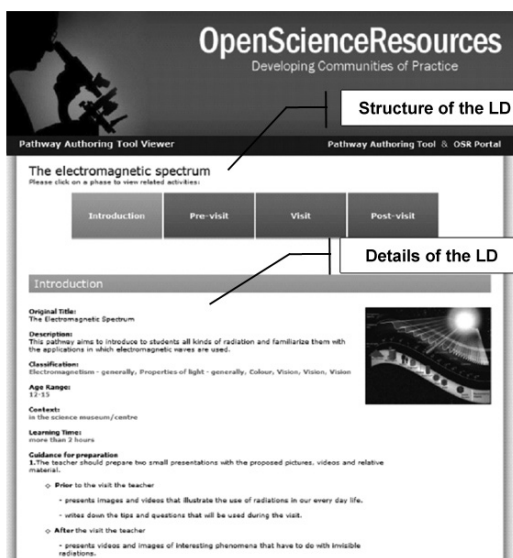 OpenScienceResources
Developing Communities of Practice
Structure of the LD
Pathway Authoring Tool Viewer
Pathway Authoring Tool & OSR Portal
The electromagnetic spectrum
Please click on a phase to view related activities:
Introduction
Pre-visit
Visit
Post-visit
Details of the LD
Introduction
Original Title:
The Electromagnetic Spectrum
Description:
This pathway aims to introduce to students all kinds of radiation and familiarize them with
the applications in which electromagnetic waves are used.
Classification:
Electromagnetism - generally, Properties of light - generally, Colour, Vision, Vision, Vision
Age Range:
12-15
Context:
in the science museum/centre
Learning Time:
more than 2 hours
Guidance for preparation
1.The teacher should prepare two small presentations with the proposed pictures, videos and relative
material.
Prior to the visit the teacher
- presents images and videos that illustrate the use of radiations in our every day life.
- writes down the tips and questions that will be used during the visit.
After the visit the teacher
- presents videos and images of interesting phenomena that have to do with invisible
radiations.